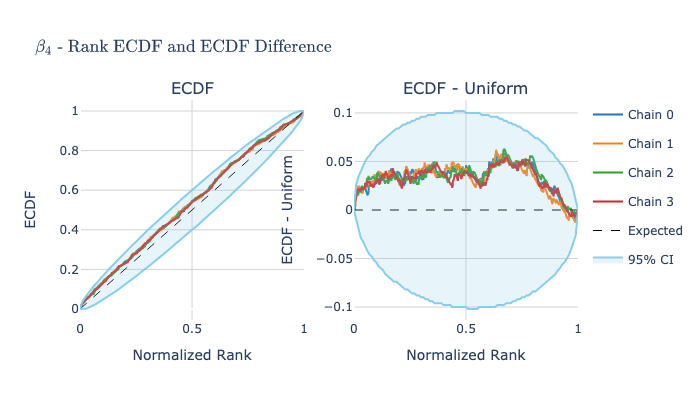 β₄ - Rank ECDF and ECDF Difference
ECDF
ECDF - Uniform
1
0.8
0.6
0.4
0.2
0
0
0.5
1
ECDF
Normalized Rank
0.1
0.05
0
−0.05
−0.1
0
0.5
1
ECDF - Uniform
Normalized Rank
Chain 0
Chain 1
Chain 2
Chain 3
Expected
95% CI